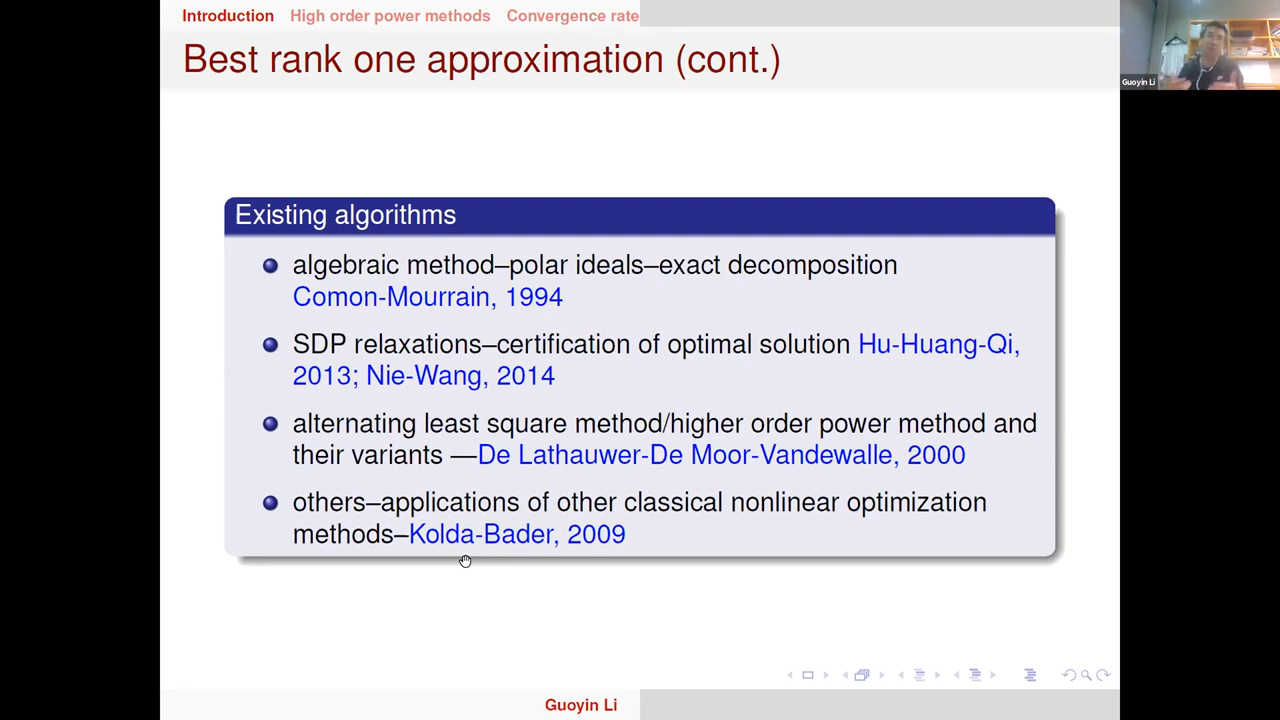 Introduction High order power methods Convergence rate
Best rank one approximation (cont.)
Guoyin Li
Existing algorithms
algebraic method–polar ideals–exact decomposition
Comon-Mourrain, 1994
SDP relaxations–certification of optimal solution Hu-Huang-Qi,
2013; Nie-Wang, 2014
alternating least square method/higher order power method and
their variants —De Lathauwer-De Moor-Vandewalle, 2000
others–applications of other classical nonlinear optimization
methods–Kolda-Bader, 2009
Guoyin Li